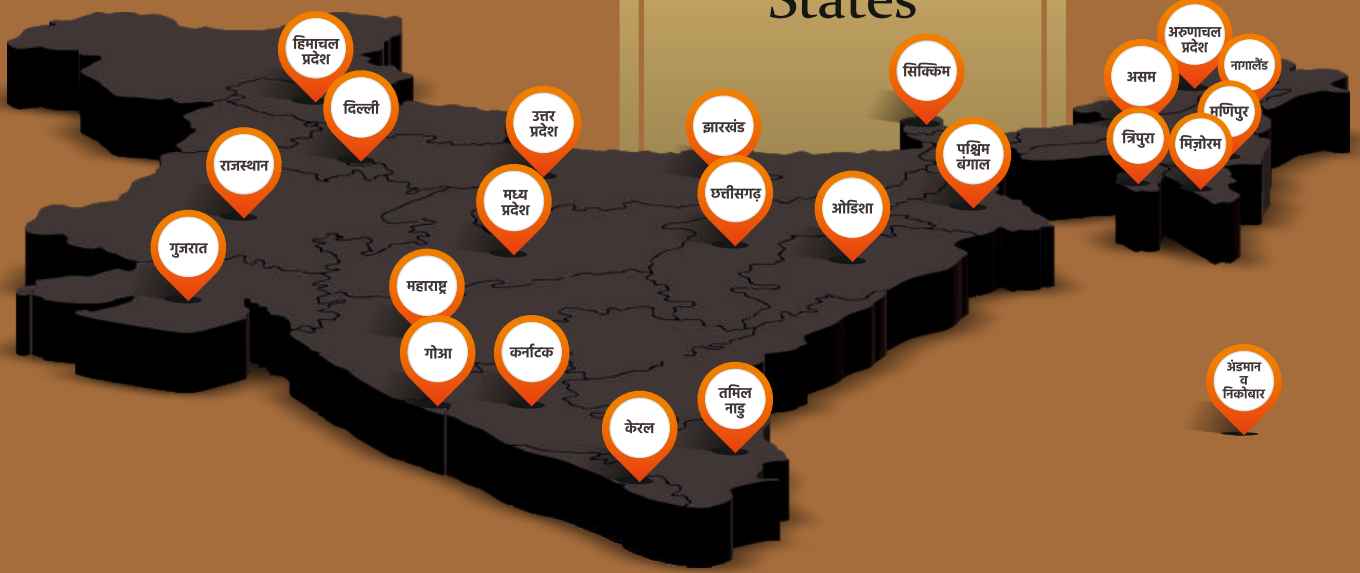 States
हिमाचल
प्रदेश
दिल्ली
राजस्थान
गुजरात
उत्तर
प्रदेश
मध्य
प्रदेश
झारखंड
छत्तीसगढ़
ओडिशा
सिक्किम
पश्चिम
बंगाल
अरुणाचल
प्रदेश
असम
नागालैंड
मणिपुर
त्रिपुरा
मिज़ोरम
महाराष्ट्र
गोआ
कर्नाटक
केरल
तमिल
नाडु
अंडमान
व
निकोबार